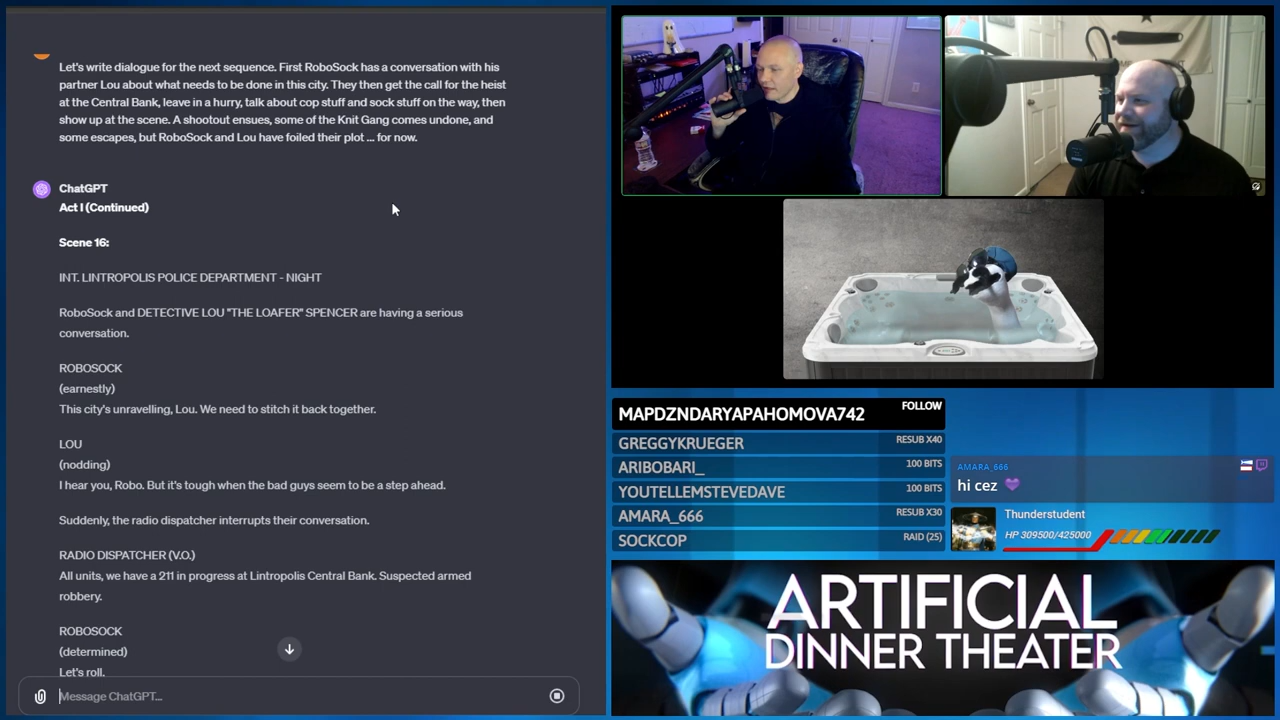 Let's write dialogue for the next sequence. First RoboSock has a conversation with his
partner Lou about what needs to be done in this city. They then get the call for the heist
at the Central Bank, leave in a hurry, talk about cop stuff and sock stuff on the way, then
show up at the scene. A shootout ensues, some of the Knit Gang comes undone, and
some escapes, but RoboSock and Lou have foiled their plot ... for now.
ChatGPT
Act I (Continued)
Scene 16:
INT. LINTROPOLIS POLICE DEPARTMENT - NIGHT
RoboSock and DETECTIVE LOU "THE LOAFER" SPENCER are having a serious
conversation.
ROBOSOCK
(earnestly)
This city's unravelling, Lou. We need to stitch it back together.
LOU
(nodding)
I hear you, Robo. But it's tough when the bad guys seem to be a step ahead.
Suddenly, the radio dispatcher interrupts their conversation.
RADIO DISPATCHER (V.O.)
All units, we have a 211 in progress at Lintropolis Central Bank. Suspected armed
robbery.
ROBOSOCK
(determined)
Let's roll.
Message ChatGPT...
MAPDZNDARYAPAHOMOVA742 FOLLOW
GREGGYKRUEGER RESUB X40
ARIBOBARI_ 100 BITS
YOUTELLEMSTEVEDAVE 100 BITS
AMARA_666 RESUB X30
SOCKCOP RAID (25)
AMARA_666
hi cez
Thunderstudent
HP 309500/425000
ARTIFICIAL
DINNER THEATER